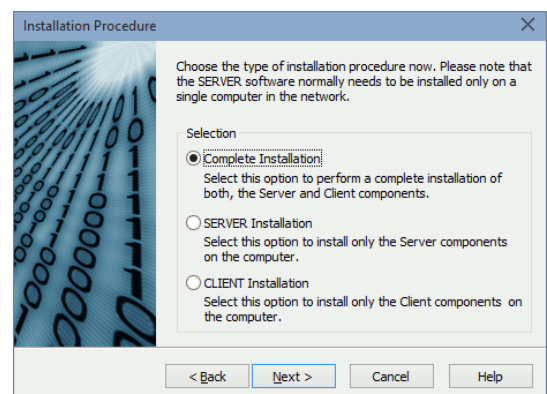 Installation Procedure
Choose the type of installation procedure now. Please note that
the SERVER software normally needs to be installed only on a
single computer in the network.
Selection
Complete Installation
Select this option to perform a complete installation of
both, the Server and Client components.
SERVER Installation
Select this option to install only the Server components
on the computer.
CLIENT Installation
Select this option to install only the Client components on
the computer.
< Back Next > Cancel Help